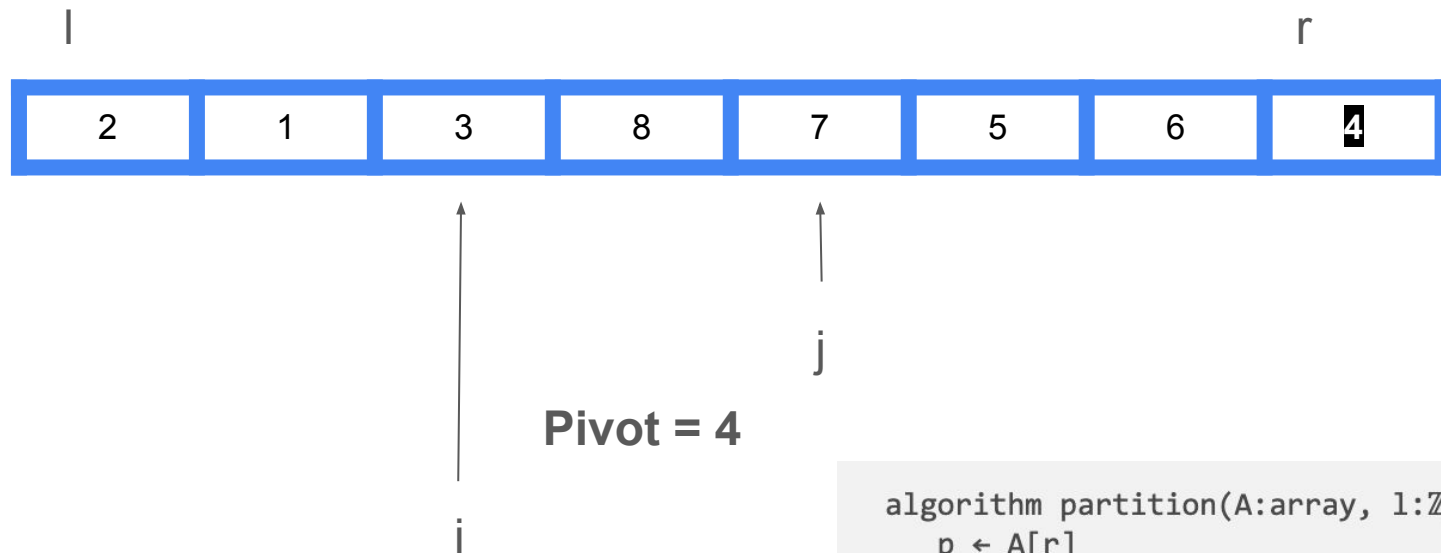 l r
2 1 3 8 7 5 6 4
j
Pivot = 4
i
algorithm partition(A:array, l:ℤ
p ← A[r]